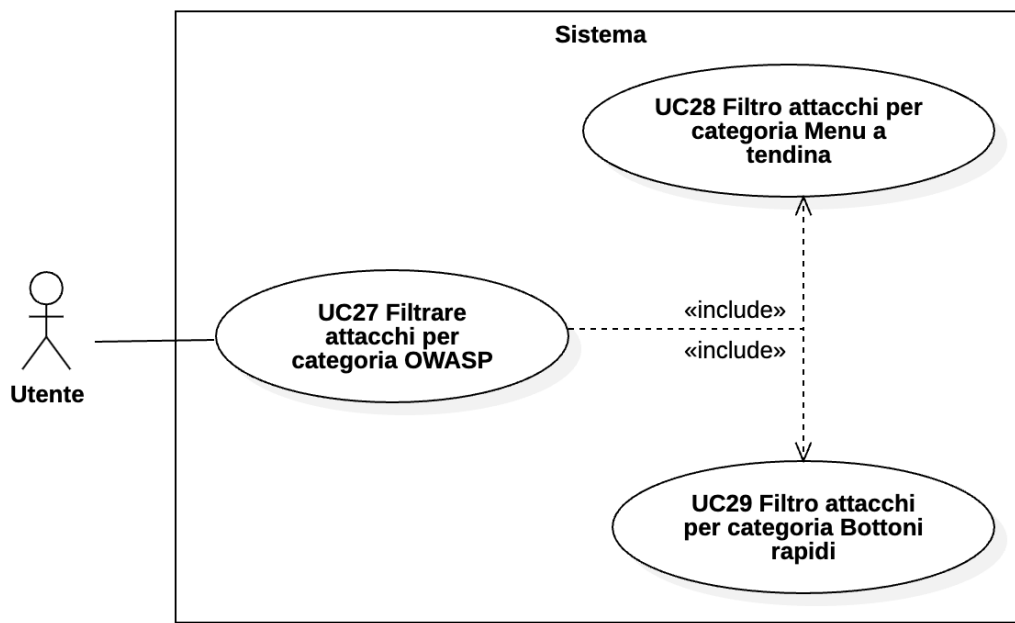 Sistema
UC28 Filtro attacchi per
categoria Menu a
tendina
UC27 Filtrare
attacchi per
categoria OWASP
«include»
«include»
Utente
UC29 Filtro attacchi
per categoria Bottoni
rapidi